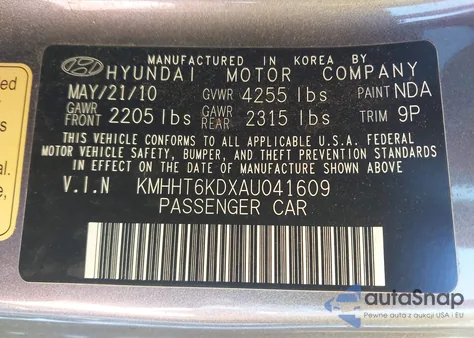 MANUFACTURED IN KOREA BY
HYUNDAI MOTOR COMPANY
MAY/21/10 GVWR 4255 lbs PAINT NDA
GAWR FRONT 2205 lbs GAWR REAR 2315 lbs TRIM 9P
THIS VEHICLE CONFORMS TO ALL APPLICABLE U.S.A. FEDERAL
MOTOR VEHICLE SAFETY, BUMPER, AND THEFT PREVENTION STANDARDS
IN EFFECT ON THE DATE OF MANUFACTURE SHOWN ABOVE.
V.I.N KMHHT6KDXAU041609
PASSENGER CAR
autoSnap
Pewne auta z aukcji USA i EU